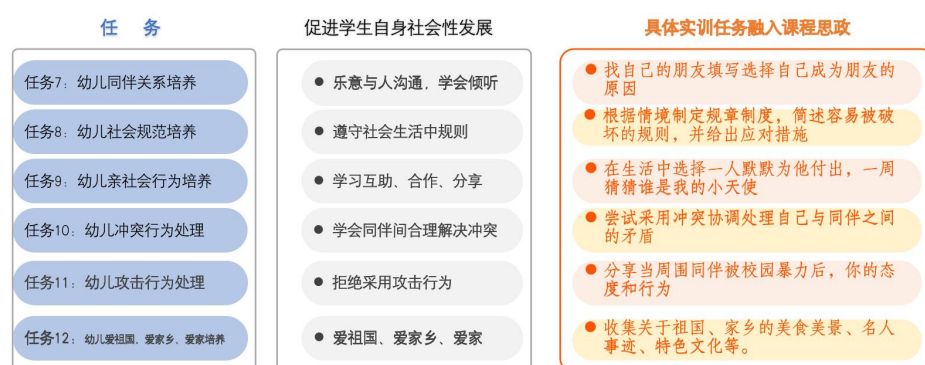 任 务
促进学生自身社会性发展
具体实训任务融入课程思政
任务7：幼儿同伴关系培养
● 乐意与人沟通，学会倾听
● 找自己的朋友填写选择自己成为朋友的
原因
任务8：幼儿社会规范培养
● 遵守社会生活中规则
● 根据情境制定规章制度，简述容易被破
坏的规则，并给出应对措施
任务9：幼儿亲社会行为培养
● 学习互助、合作、分享
● 在生活中选择一人默默为他付出，一周
猜猜谁是我的小天使
任务10：幼儿冲突行为处理
● 学会同伴间合理解决冲突
● 尝试采用冲突协调处理自己与同伴之间
的矛盾
任务11：幼儿攻击行为处理
● 拒绝采用攻击行为
● 分享当周围同伴被校园暴力后，你的态
度和行为
任务12：幼儿爱祖国、爱家乡、爱家培养
● 爱祖国、爱家乡、爱家
● 收集关于祖国、家乡的美食美景、名人
事迹、特色文化等。